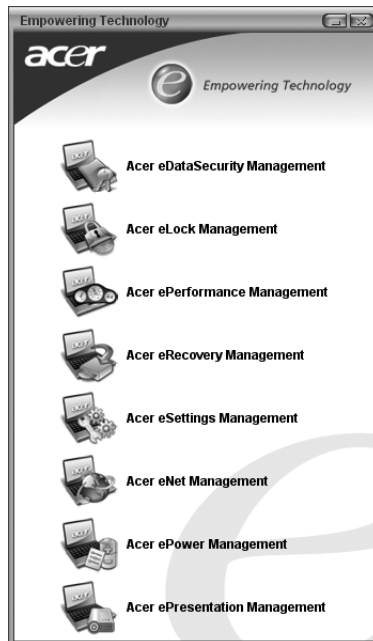 Empowering Technology
acer
e Empowering Technology
Acer eDataSecurity Management
Acer eLock Management
Acer ePerformance Management
Acer eRecovery Management
Acer eSettings Management
Acer eNet Management
Acer ePower Management
Acer ePresentation Management